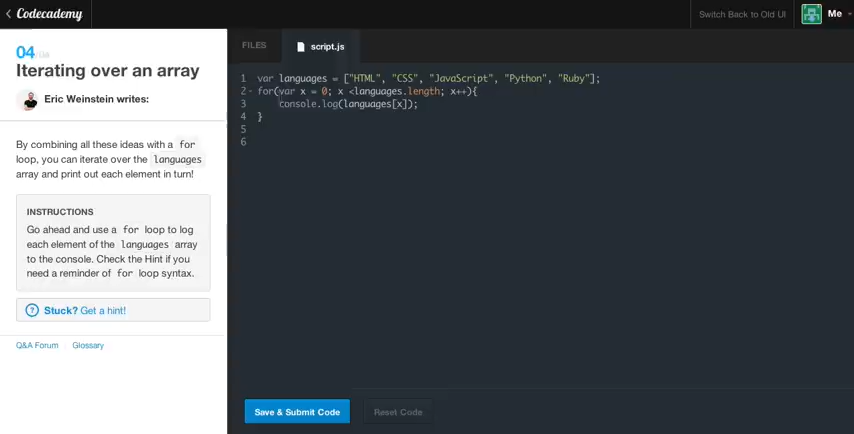 Codecademy
Switch Back to Old UI
Me
04
Iterating over an array
Eric Weinstein writes:
By combining all these ideas with a for
loop, you can iterate over the languages
array and print out each element in turn!
INSTRUCTIONS
Go ahead and use a for loop to log
each element of the languages array
to the console. Check the Hint if you
need a reminder of for loop syntax.
? Stuck? Get a hint!
Q&A Forum Glossary
FILES script.js
1 var languages = ["HTML", "CSS", "JavaScript", "Python", "Ruby"];
2 for(var x = 0; x <languages.length; x++){
3 console.log(languages[x]);
4 }
5
6
Save & Submit Code Reset Code